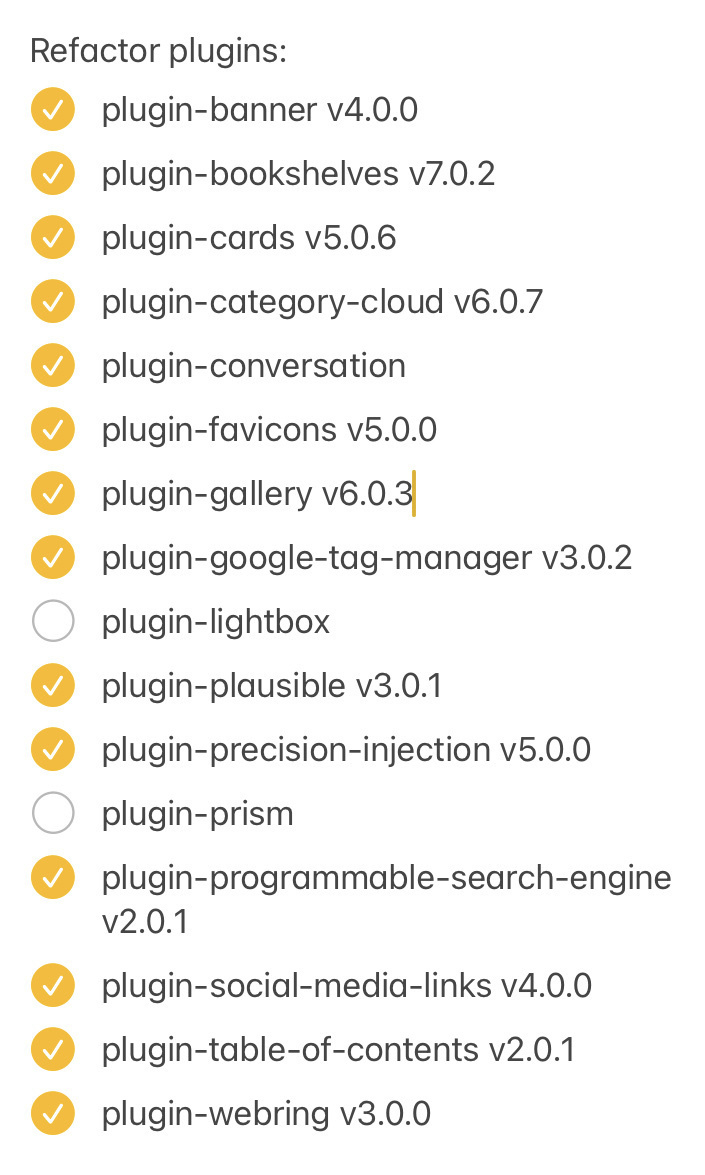 Refactor plugins:
plugin-banner v4.0.0
plugin-bookshelves v7.0.2
plugin-cards v5.0.6
plugin-category-cloud v6.0.7
plugin-conversation
plugin-favicons v5.0.0
plugin-gallery v6.0.3
plugin-google-tag-manager v3.0.2
plugin-lightbox
plugin-plausible v3.0.1
plugin-precision-injection v5.0.0
plugin-prism
plugin-programmable-search-engine
v2.0.1
plugin-social-media-links v4.0.0
plugin-table-of-contents v2.0.1
plugin-webring v3.0.0